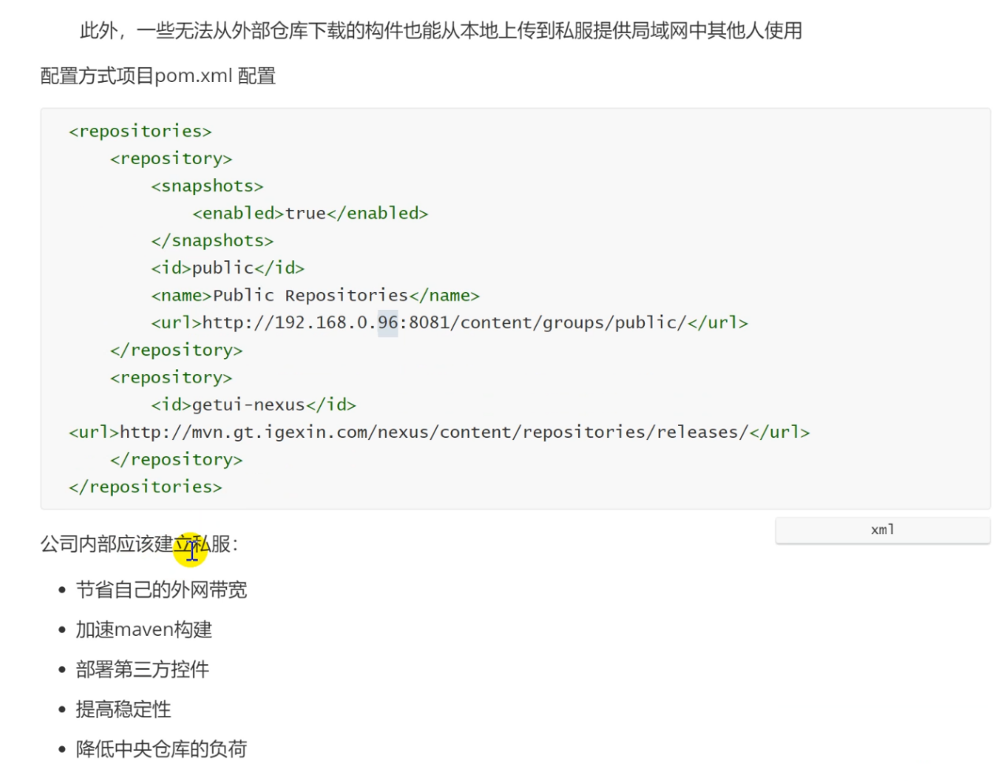 此外，一些无法从外部仓库下载的构件也能从本地上传到私服提供局域网中其他人使用
配置方式项目pom.xml 配置
<repositories>
    <repository>
        <snapshots>
            <enabled>true</enabled>
        </snapshots>
        <id>public</id>
        <name>Public Repositories</name>
        <url>http://192.168.0.96:8081/content/groups/public/</url>
    </repository>
    <repository>
        <id>getui-nexus</id>
<url>http://mvn.gt.igexin.com/nexus/content/repositories/releases/</url>
    </repository>
</repositories>
xml
公司内部应该建立私服：
• 节省自己的外网带宽
• 加速maven构建
• 部署第三方控件
• 提高稳定性
• 降低中央仓库的负荷